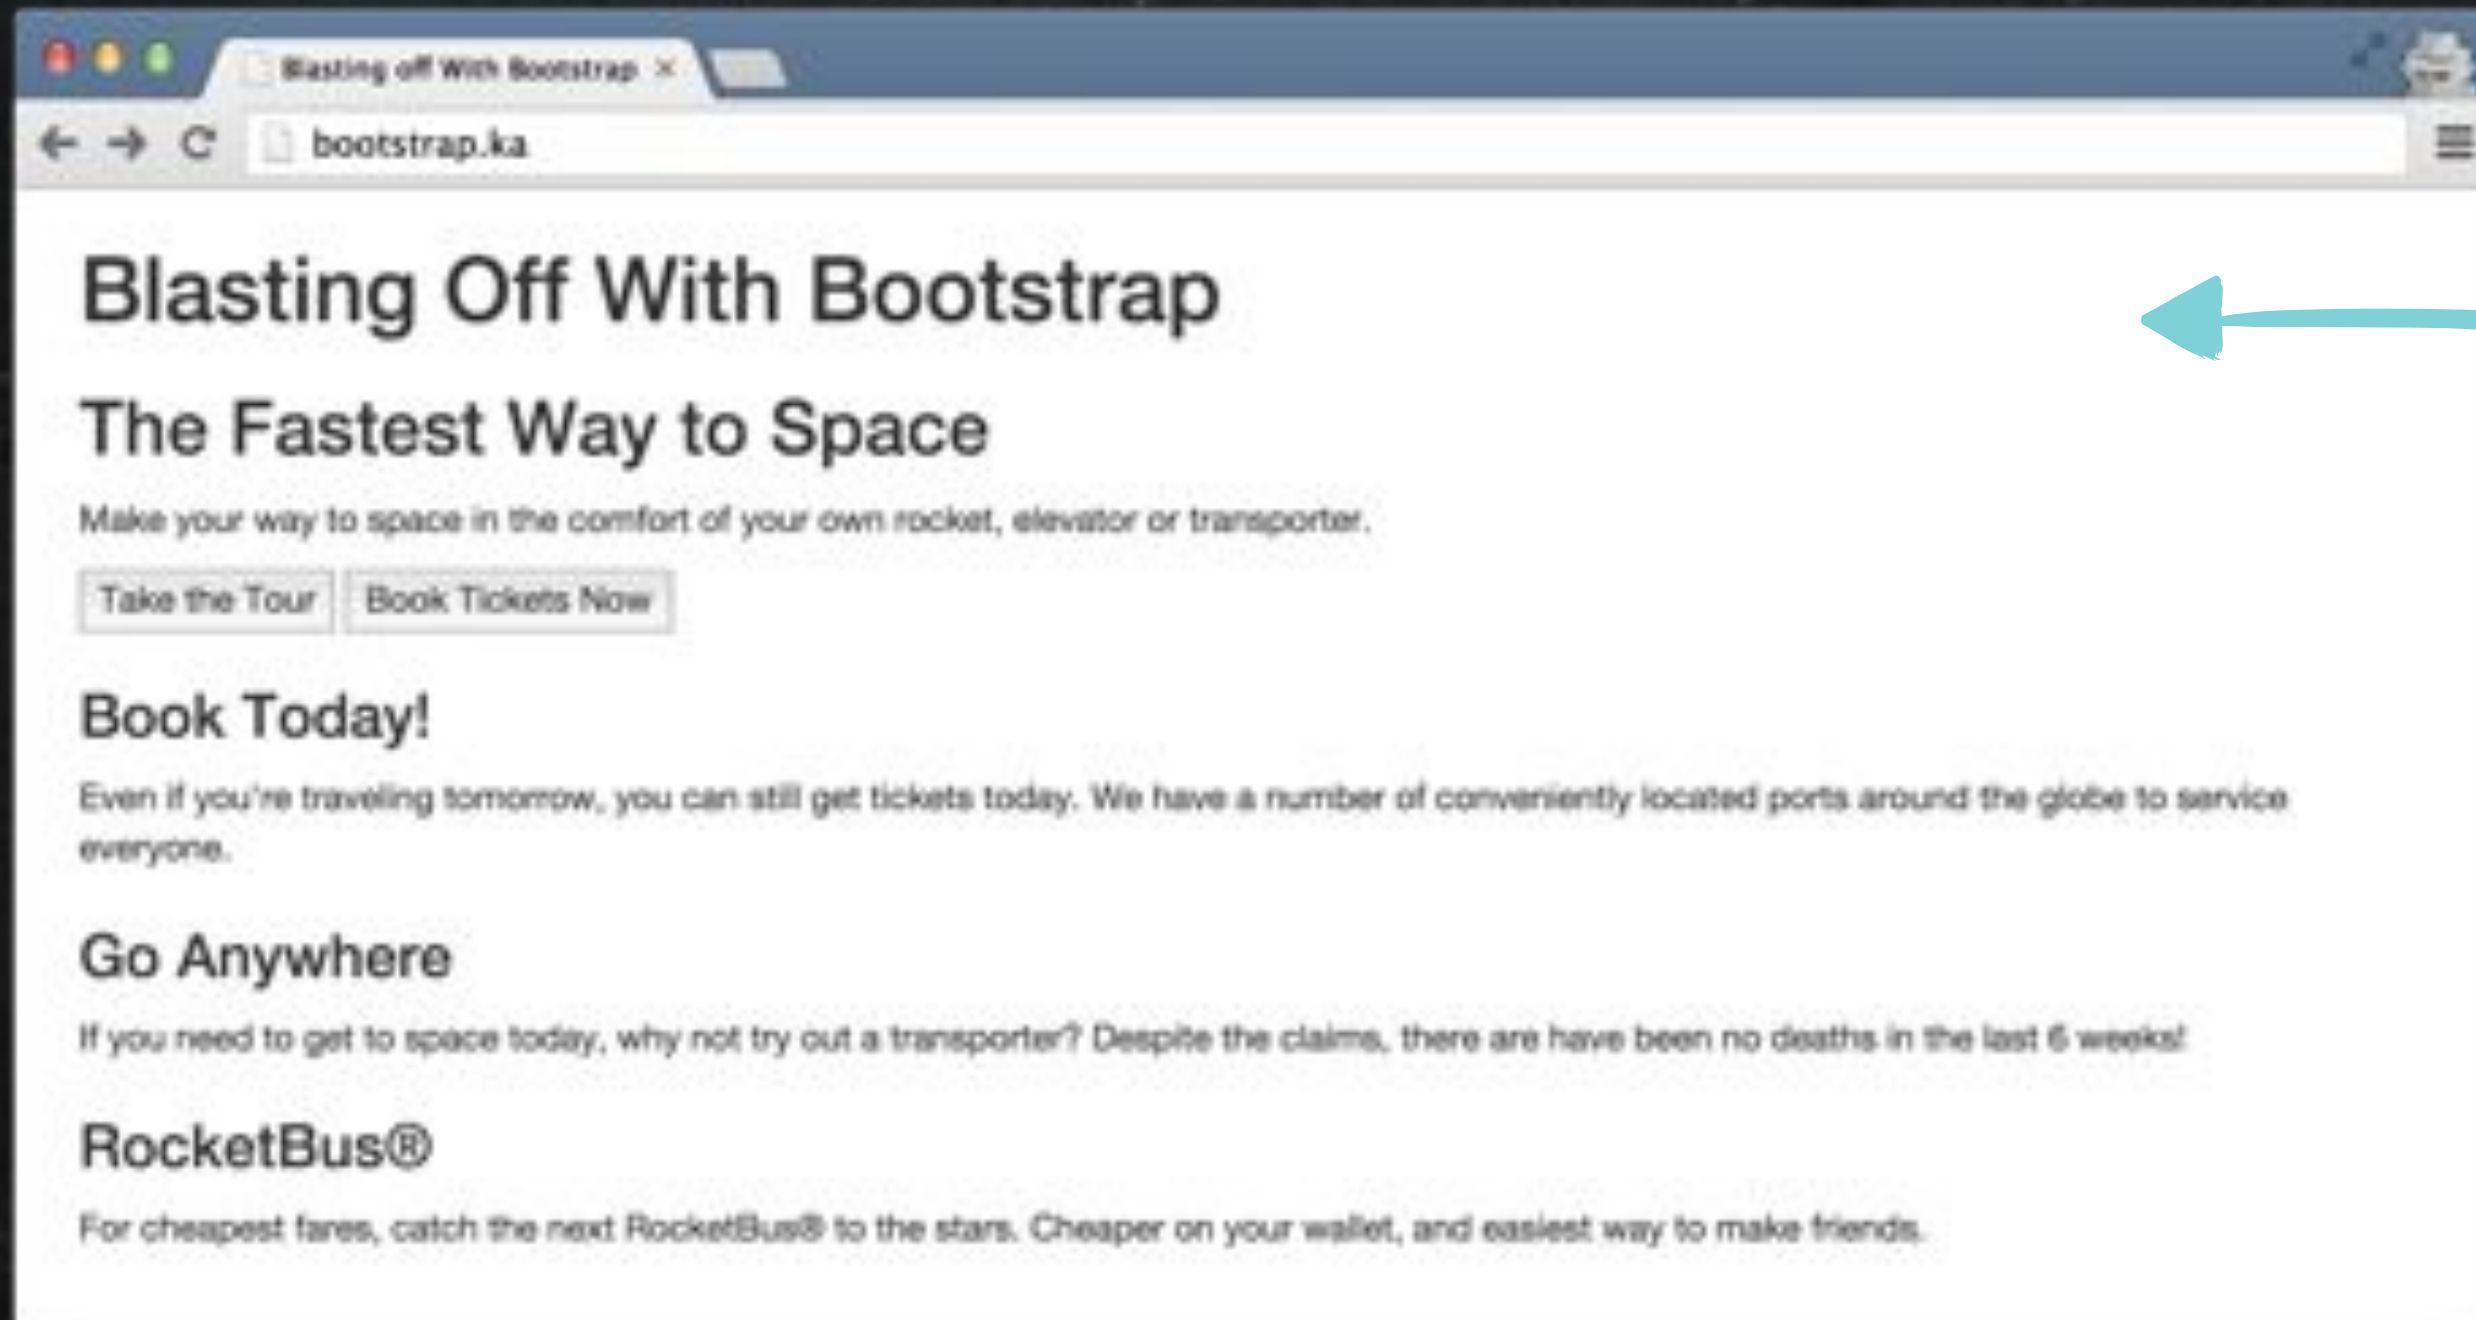 Blasting off With Bootstrap
bootstrap.ka
Blasting Off With Bootstrap
The Fastest Way to Space
Make your way to space in the comfort of your own rocket, elevator or transporter.
Take the Tour
Book Tickets Now
Book Today!
Even if you're traveling tomorrow, you can still get tickets today. We have a number of conveniently located ports around the globe to service
everyone.
Go Anywhere
If you need to get to space today, why not try out a transporter? Despite the claims, there are have been no deaths in the last 6 weeks!
RocketBus®
For cheapest fares, catch the next RocketBus® to the stars. Cheaper on your wallet, and easiest way to make friends.